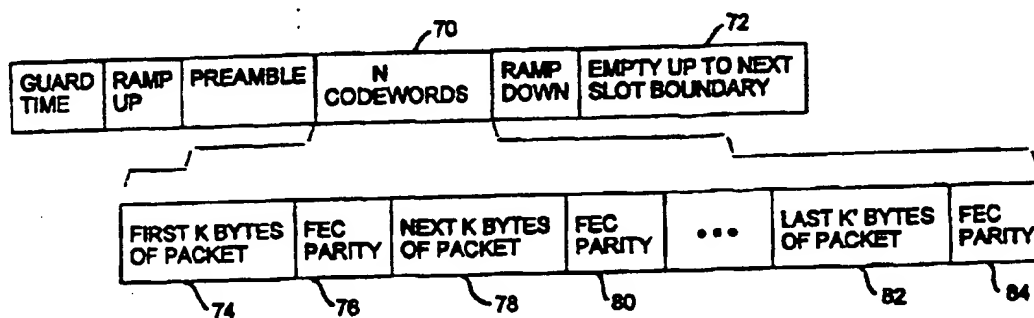 70
72
GUARD TIME
RAMP UP
PREAMBLE
N CODEWORDS
RAMP DOWN
EMPTY UP TO NEXT SLOT BOUNDARY
FIRST K BYTES OF PACKET
FEC PARITY
NEXT K BYTES OF PACKET
FEC PARITY
•••
LAST K' BYTES OF PACKET
FEC PARITY
74
76
78
80
82
84